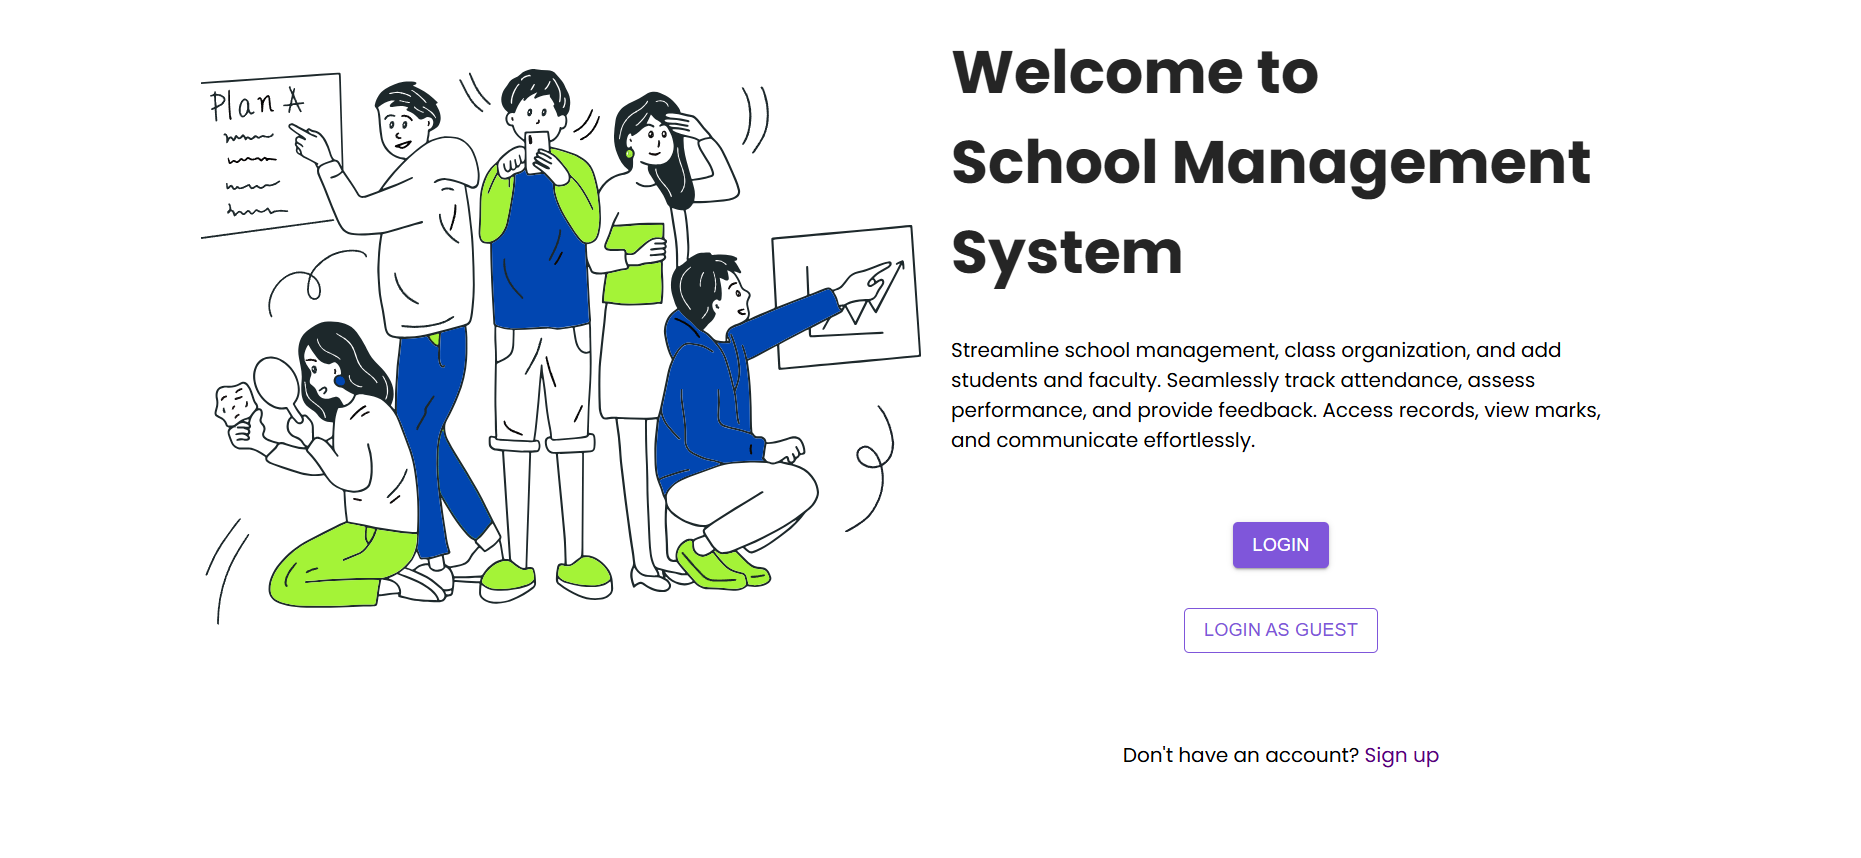 Plan A
Welcome to
School Management
System
Streamline school management, class organization, and add
students and faculty. Seamlessly track attendance, assess
performance, and provide feedback. Access records, view marks,
and communicate effortlessly.
LOGIN
LOGIN AS GUEST
Don't have an account? Sign up